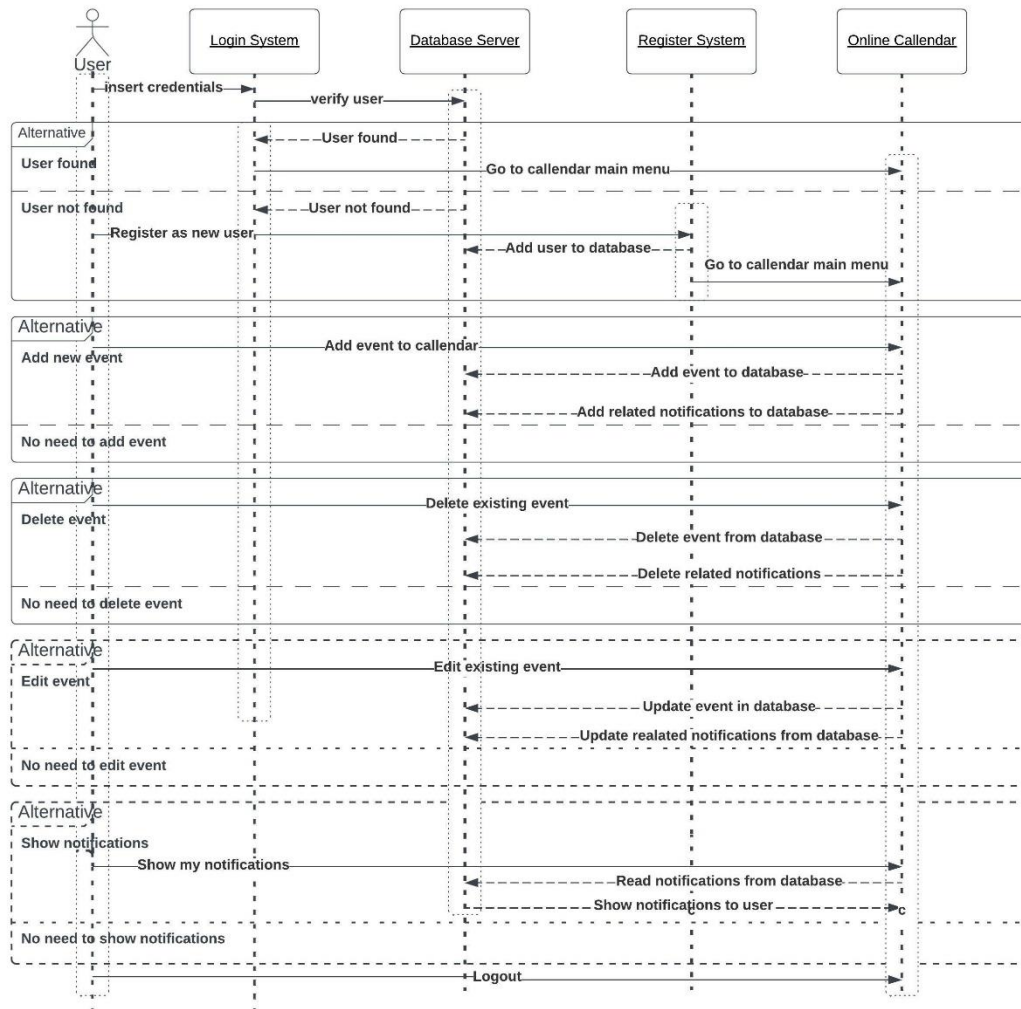 Login System
Database Server
Register System
Online Callendar
User
insert credentials
verify user
Alternative
User found
User found
Go to callendar main menu
User not found
User not found
Register as new user
Add user to database
Go to callendar main menu
Alternative
Add event to callendar
Add new event
Add event to database
Add related notifications to database
No need to add event
Alternative
Delete existing event
Delete event
Delete event from database
Delete related notifications
No need to delete event
Alternative
Edit existing event
Edit event
Update event in database
Update realated notifications from database
No need to edit event
Alternative
Show notifications
Show my notifications
Read notifications from database
Show notifications to user
c
c
No need to show notifications
Logout